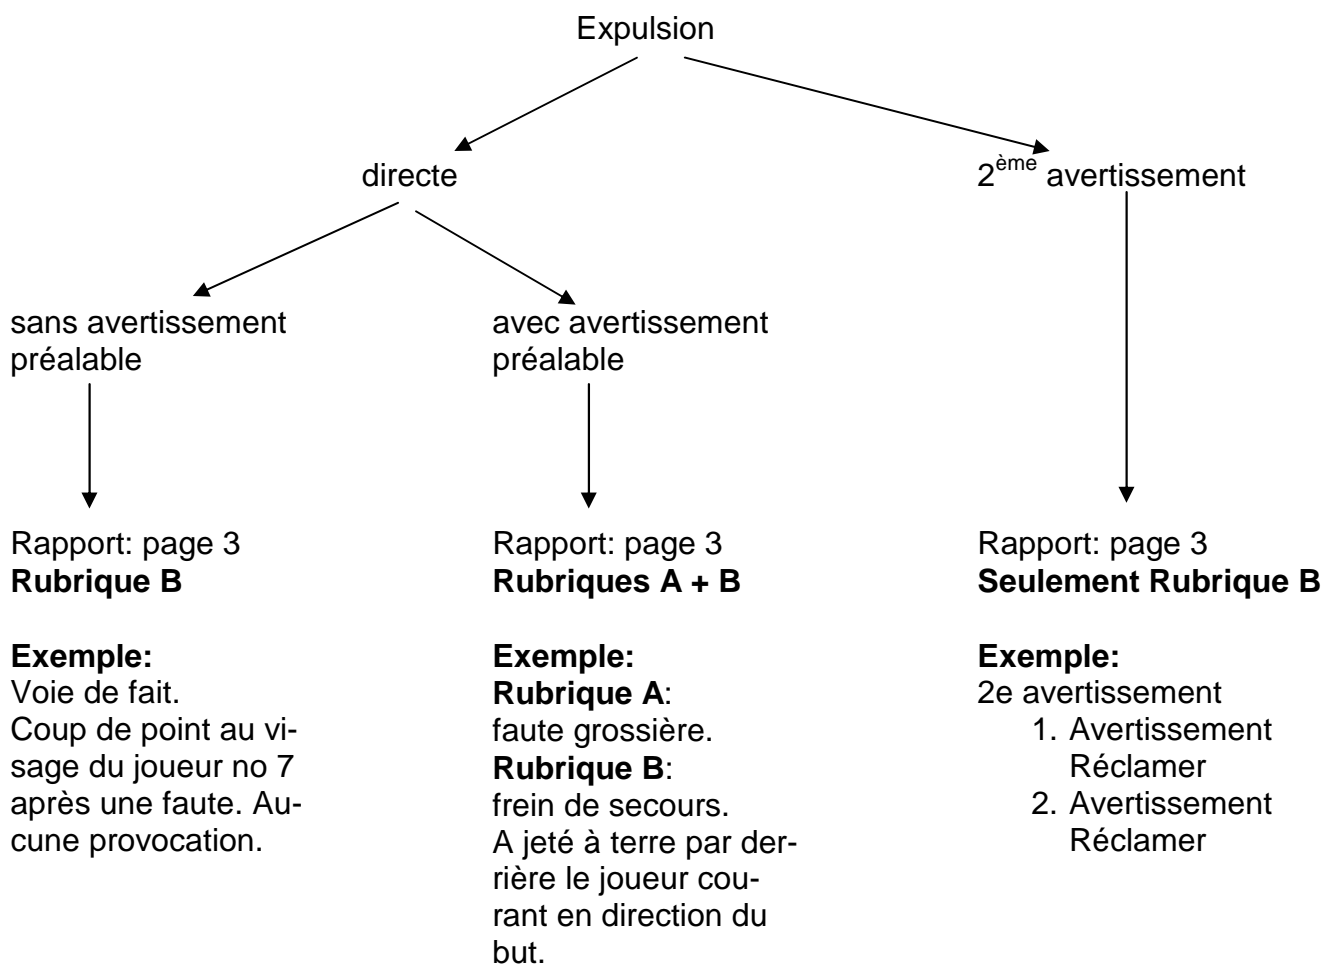 Expulsion
directe
2ème avertissement
sans avertissement
préalable
avec avertissement
préalable
Rapport: page 3
Rubrique B
Exemple:
Voie de fait.
Coup de point au vi-
sage du joueur no 7
après une faute. Au-
cune provocation.
Rapport: page 3
Rubriques A + B
Exemple:
Rubrique A:
faute grossière.
Rubrique B:
frein de secours.
A jeté à terre par der-
rière le joueur cou-
rant en direction du
but.
Rapport: page 3
Seulement Rubrique B
Exemple:
2e avertissement
1. Avertissement
Réclamer
2. Avertissement
Réclamer